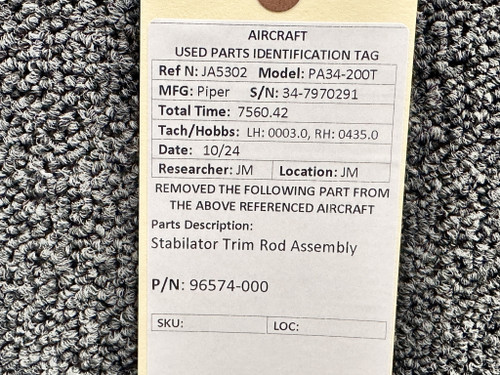 AIRCRAFT
USED PARTS IDENTIFICATION TAG
Ref N: JA5302 Model: PA34-200T
MFG: Piper S/N: 34-7970291
Total Time: 7560.42
Tach/Hobbs: LH: 0003.0, RH: 0435.0
Date: 10/24
Researcher: JM Location: JM
REMOVED THE FOLLOWING PART FROM
THE ABOVE REFERENCED AIRCRAFT
Parts Description:
Stabilator Trim Rod Assembly
P/N: 96574-000
SKU: LOC: